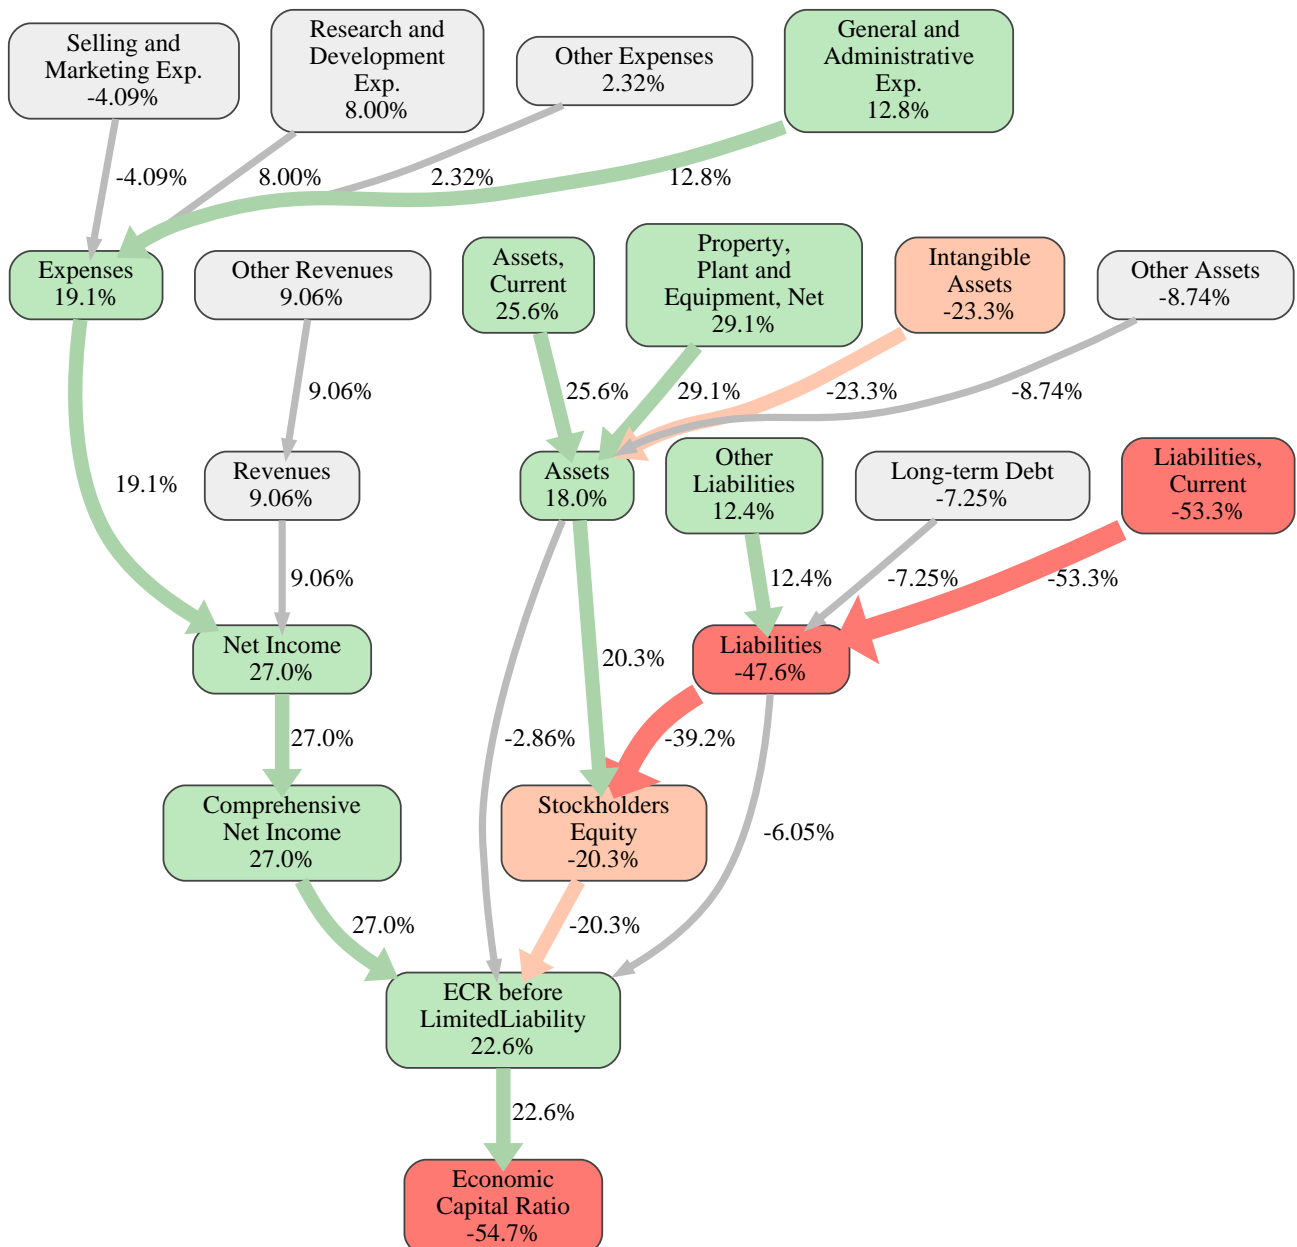 Selling and
Marketing Exp.
-4.09%
Research and
Development
Exp.
8.00%
Other Expenses
2.32%
General and
Administrative
Exp.
12.8%
-4.09%
8.00%
2.32%
12.8%
Expenses
19.1%
Other Revenues
9.06%
Assets,
Current
25.6%
Property,
Plant and
Equipment, Net
29.1%
Intangible
Assets
-23.3%
Other Assets
-8.74%
9.06%
25.6%
29.1%
-23.3%
-8.74%
19.1%
Revenues
9.06%
Assets
18.0%
Other
Liabilities
12.4%
Long-term Debt
-7.25%
Liabilities,
Current
-53.3%
9.06%
12.4%
-7.25%
-53.3%
Net Income
27.0%
20.3%
Liabilities
-47.6%
27.0%
-2.86%
-39.2%
Comprehensive
Net Income
27.0%
Stockholders
Equity
-20.3%
-6.05%
27.0%
-20.3%
ECR before
LimitedLiability
22.6%
22.6%
Economic
Capital Ratio
-54.7%